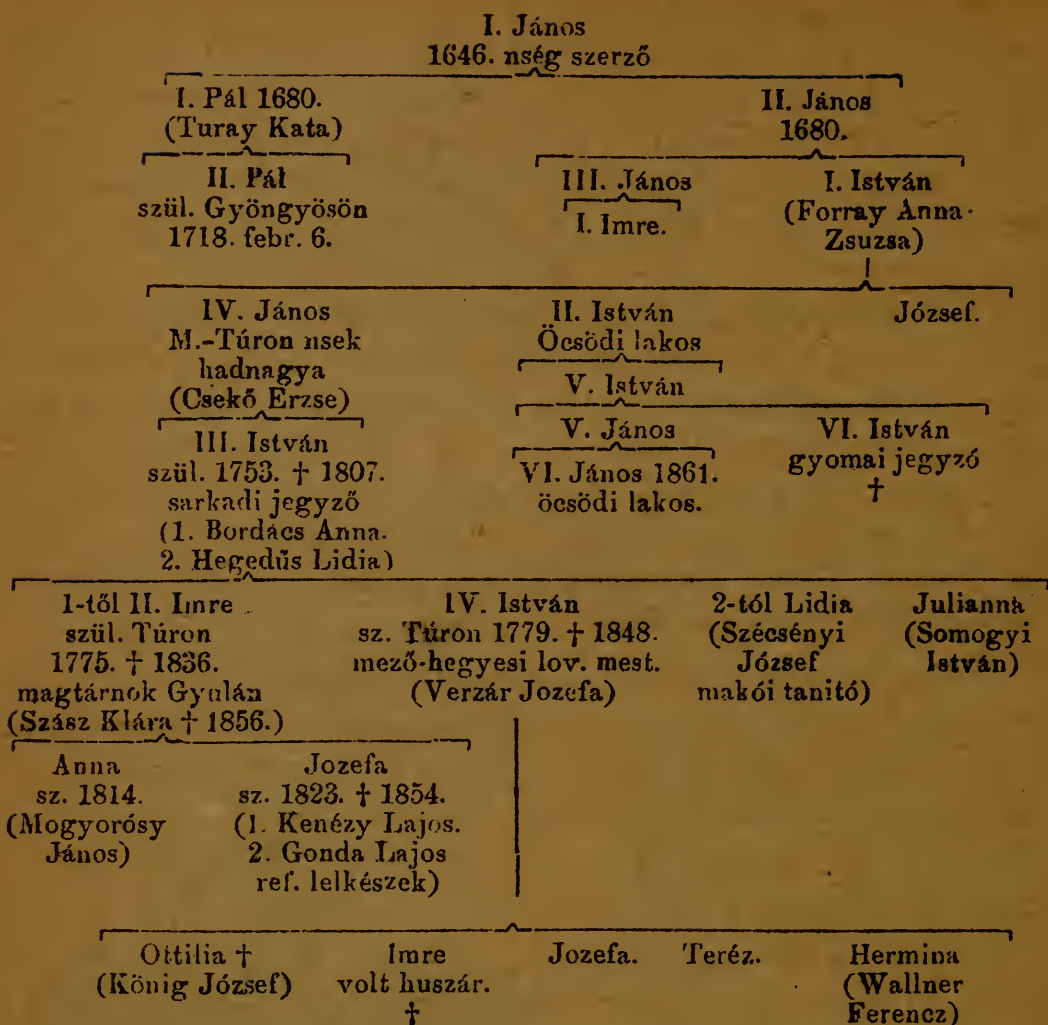 I. János
1646. nség szerző
I. Pál 1680.
(Turay Kata)
II. János
1680.
II. Pál
szül. Gyöngyösön
1718. febr. 6.
III. János
I. Imre.
I. István
(Forray Anna-
Zsuzsa)
IV. János
M.-Túron nsek
hadnagya
(Csekő Erzse)
II. István
Öcsödi lakos
József.
V. István
III. István
szül. 1753. † 1807.
sarkadi jegyző
(1. Bordács Anna.
2. Hegedűs Lidia)
V. János
VI. János 1861.
öcsödi lakos.
VI. István
gyomai jegyzó
†
1-től II. Imre
szül. Túron
1775. † 1836.
magtárnok Gyulán
(Szász Klára † 1856.)
IV. István
sz. Túron 1779. † 1848.
mező-hegyesi lov. mest.
(Verzár Jozefa)
2-tól Lidia
(Szécsényi
József
makói tanitó)
Julianna
(Somogyi
István)
Anna
sz. 1814.
(Mogyorósy
János)
Jozefa
sz. 1823. † 1854.
(1. Kenézy Lajos.
2. Gonda Lajos
ref. lelkészek)
Ottilia †
(König József)
Imre
volt huszár.
†
Jozefa.
Teréz.
Hermina
(Wallner
Ferencz)